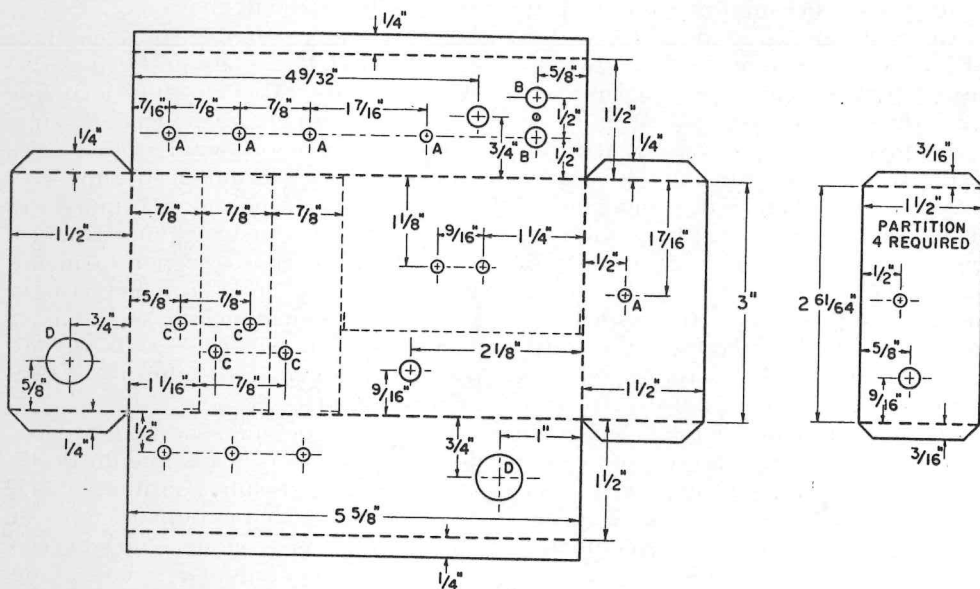 1/4"
4 9/32"
5/8"
7/16" 7/8" 7/8" 1 7/16"
B
1/2"
1 1/2"
A A A A
3/4"
B
1/2"
1/4"
1/4"
3/16"
7/8" 7/8" 7/8"
1 1/8"
1 1/2"
9/16" 1 1/4"
1 7/16"
1 1/2"
PARTITION
4 REQUIRED
1/2"
A
3"
1/2"
2 61/64"
5/8" 7/8"
D
3/4"
C C
C C
2 1/8"
5/8"
5/8"
1 1/16" 7/8"
9/16"
1 1/2"
9/16"
1/4"
1/2"
3/4"
1"
D
1 1/2"
3/16"
5 5/8"
1/4"